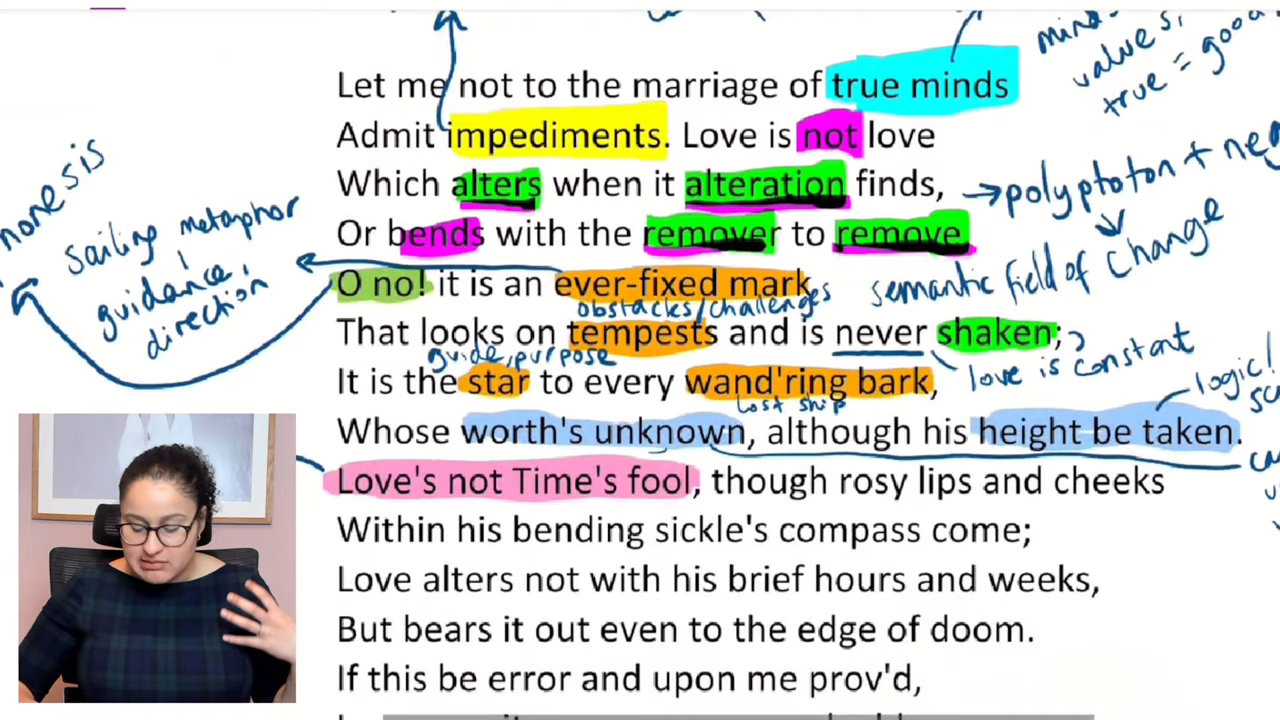 mind
values,
true = good
Let me not to the marriage of true minds
Admit impediments. Love is not love
Which alters when it alteration finds,
→polyptoton + neg
Or bends with the remover to remove.
semantic field of change
sailing metaphor
guidance,
direction
O no! it is an ever-fixed mark
obstacles/challenges
That looks on tempests and is never shaken;
love is constant
guide, purpose
It is the star to every wand'ring bark,
logic!
lost ship
Whose worth's unknown, although his height be taken.
Love's not Time's fool, though rosy lips and cheeks
Within his bending sickle's compass come;
Love alters not with his brief hours and weeks,
But bears it out even to the edge of doom.
If this be error and upon me prov'd,